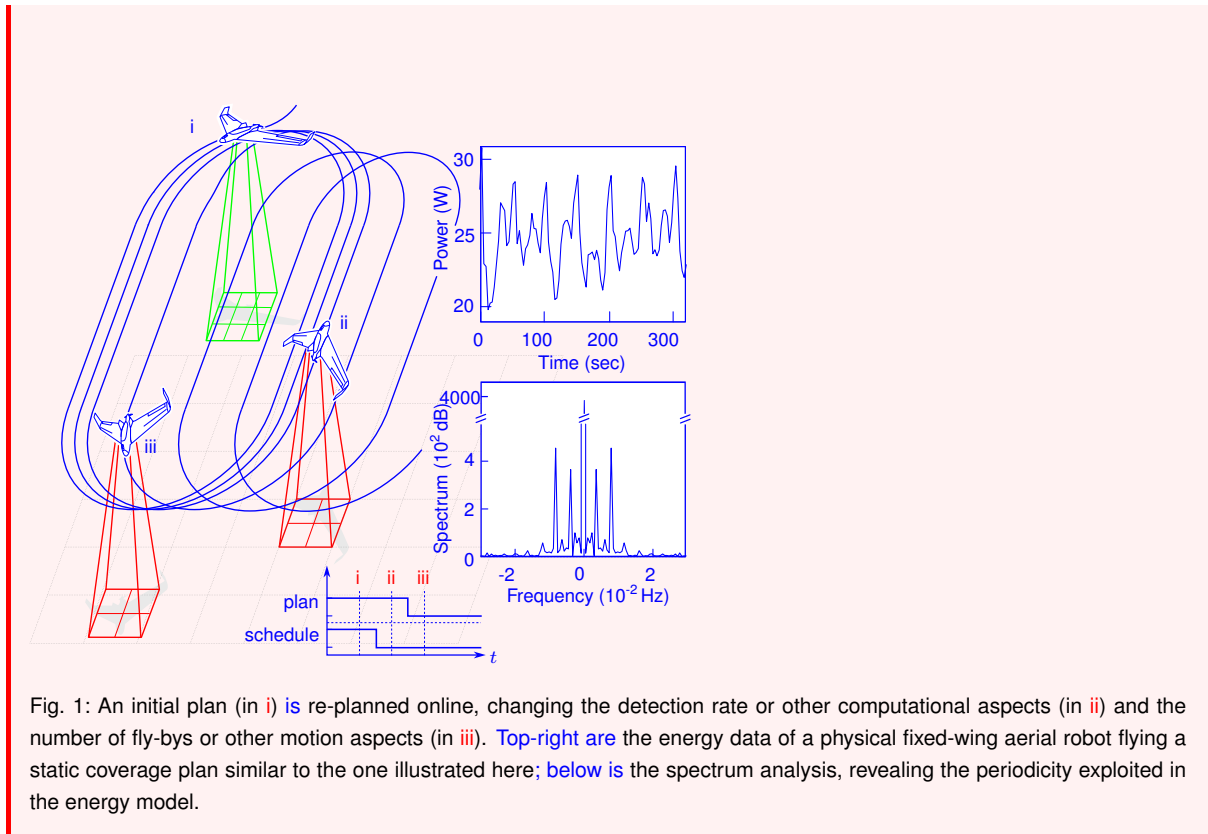 i
ii
iii
30
25
20
Power (W)
0 100 200 300
Time (sec)
4000
4
2
0
Spectrum (10² dB)
-2 0 2
Frequency (10⁻² Hz)
i ii iii
plan
schedule
t
Fig. 1: An initial plan (in i) is re-planned online, changing the detection rate or other computational aspects (in ii) and the
number of fly-bys or other motion aspects (in iii). Top-right are the energy data of a physical fixed-wing aerial robot flying a
static coverage plan similar to the one illustrated here; below is the spectrum analysis, revealing the periodicity exploited in
the energy model.